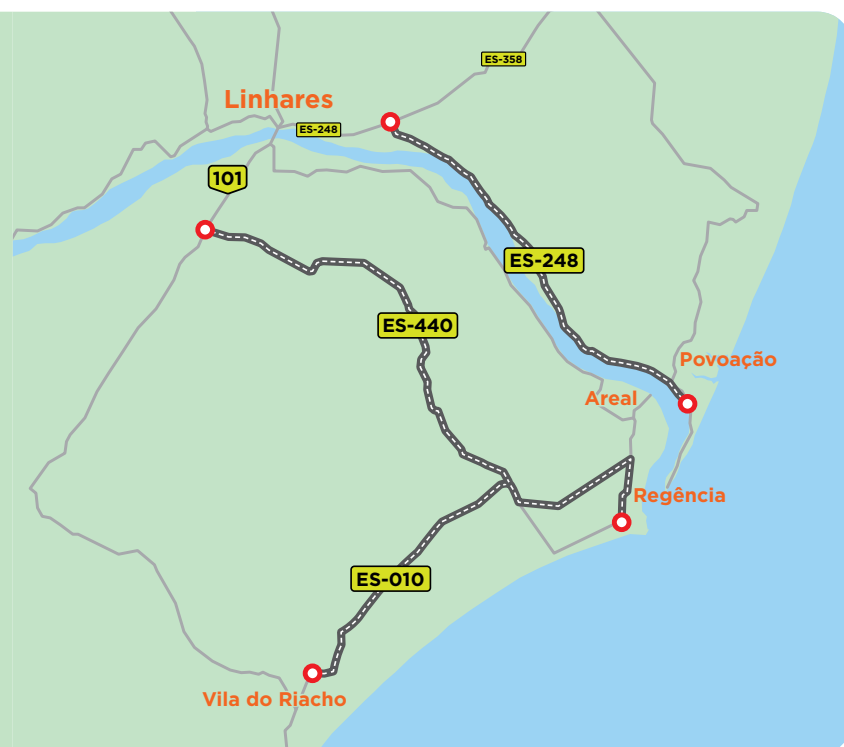 ES-358
Linhares
ES-248
101
ES-248
ES-440
Povoação
Areal
Regência
ES-010
Vila do Riacho